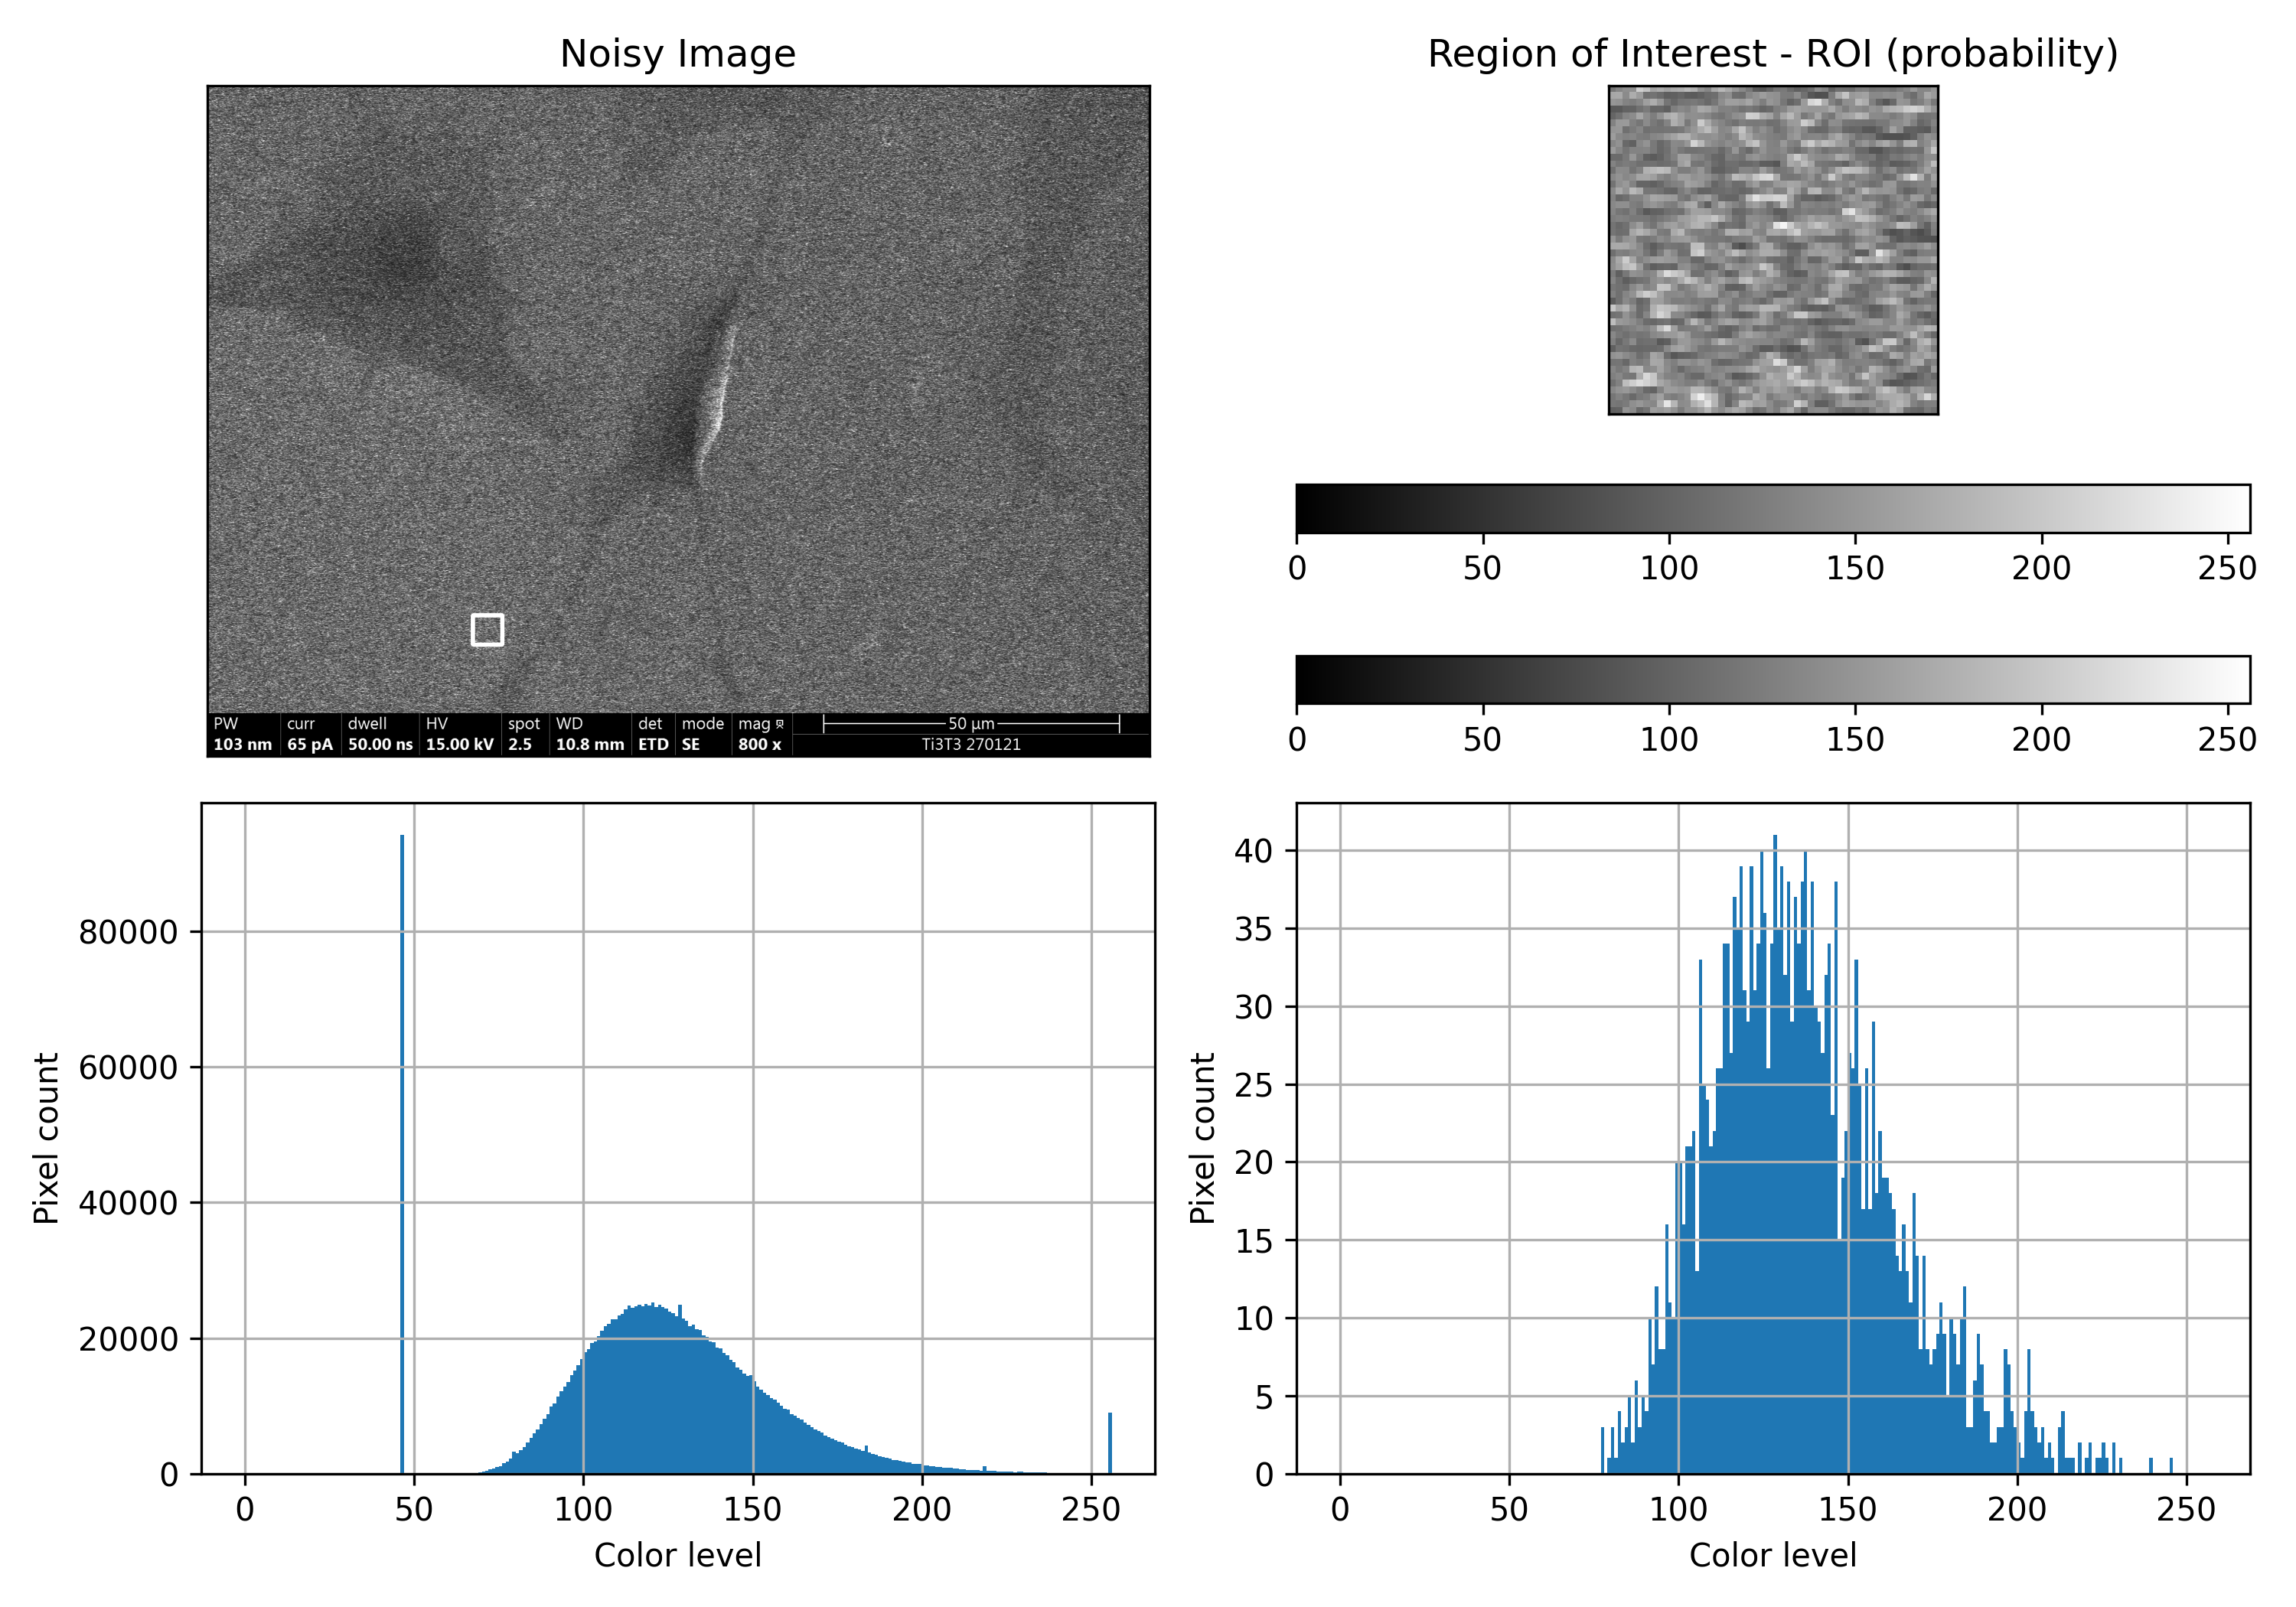 Noisy Image
Region of Interest - ROI (probability)
PW curr dwell HV spot WD det mode mag 50 µm
103 nm 65 pA 50.00 ns 15.00 kV 2.5 10.8 mm ETD SE 800 x Ti3T3 270121
0 50 100 150 200 250
0 50 100 150 200 250
80000
60000
40000
20000
0
Pixel count
0 50 100 150 200 250
Color level
40
35
30
25
20
15
10
5
0
Pixel count
0 50 100 150 200 250
Color level